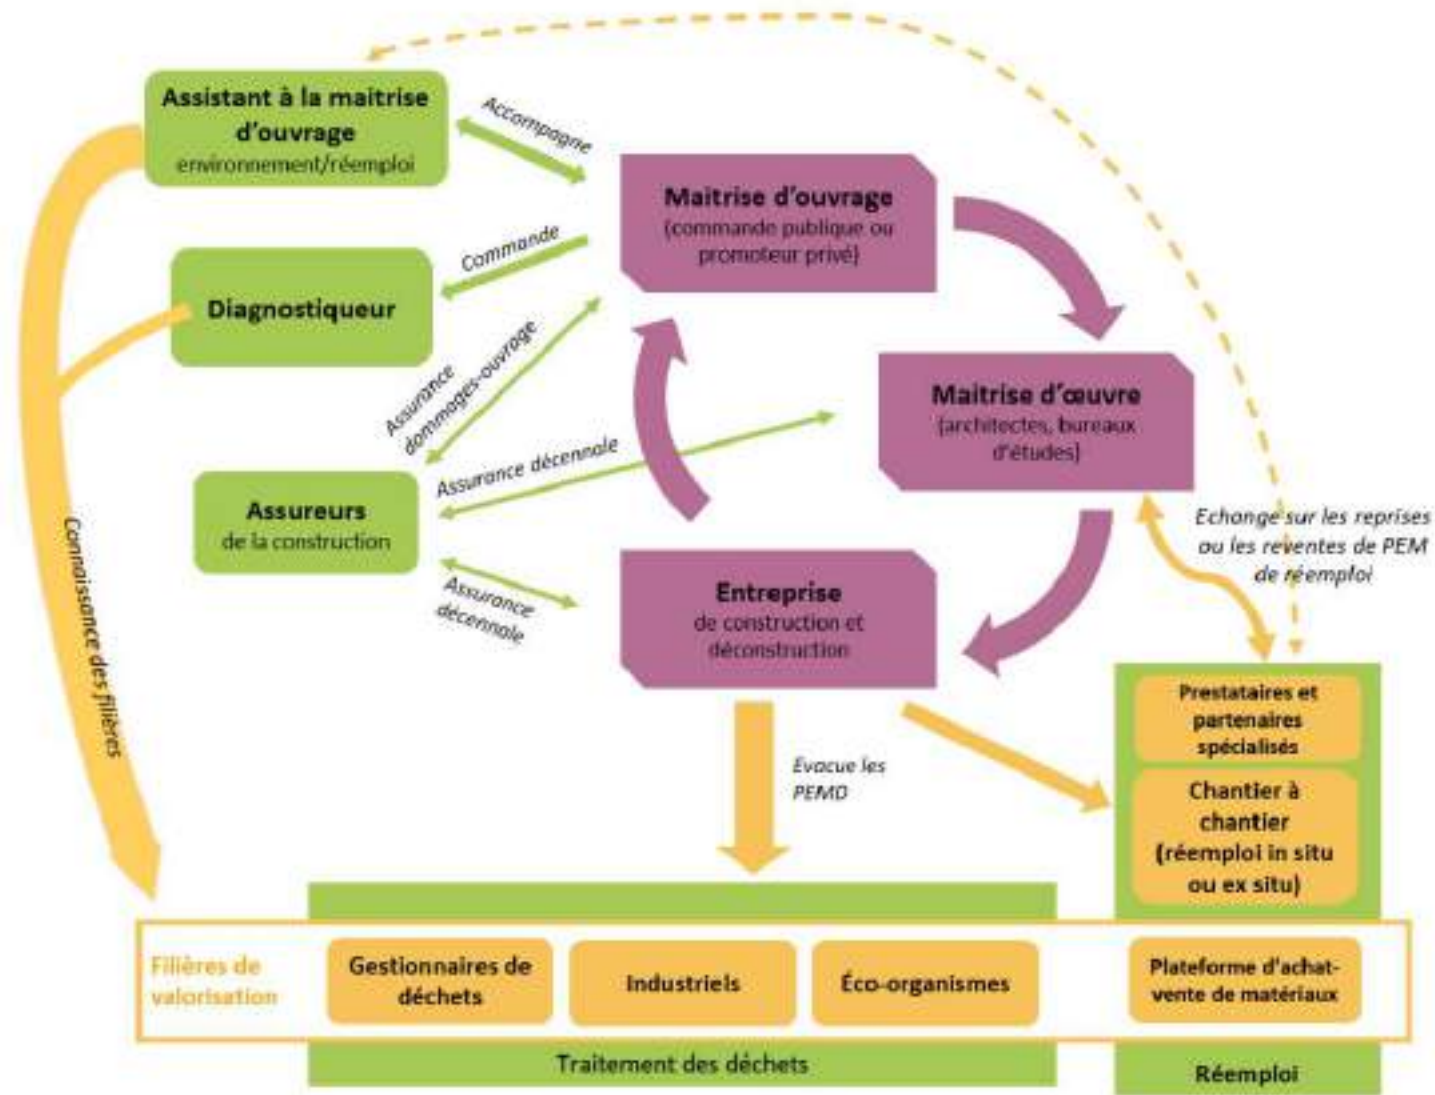 Assistant à la maitrise
d'ouvrage
environnement/réemploi
Accompagne
Maitrise d'ouvrage
(commande publique ou
promoteur privé)
Commande
Diagnostiqueur
Assurance
dommages-ouvrage
Maitrise d'œuvre
(architectes, bureaux
d'études)
Assurance décennale
Assureurs
de la construction
Echange sur les reprises
ou les reventes de PEM
de réemploi
Assurance
décennale
Entreprise
de construction et
déconstruction
Connaissance des filières
Prestataires et
partenaires
spécialisés
Evacue les
PEMD
Chantier à
chantier
(réemploi in situ
ou ex situ)
Filières de
valorisation
Gestionnaires de
déchets
Industriels
Éco-organismes
Plateforme d'achat-
vente de matériaux
Traitement des déchets
Réemploi